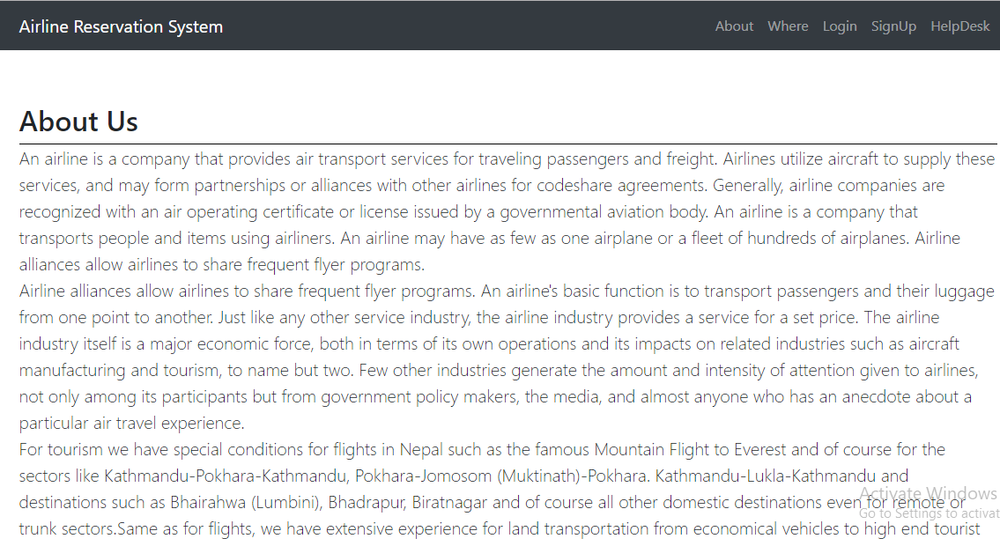 Airline Reservation System
About Where Login SignUp HelpDesk
About Us
An airline is a company that provides air transport services for traveling passengers and freight. Airlines utilize aircraft to supply these
services, and may form partnerships or alliances with other airlines for codeshare agreements. Generally, airline companies are
recognized with an air operating certificate or license issued by a governmental aviation body. An airline is a company that
transports people and items using airliners. An airline may have as few as one airplane or a fleet of hundreds of airplanes. Airline
alliances allow airlines to share frequent flyer programs.
Airline alliances allow airlines to share frequent flyer programs. An airline's basic function is to transport passengers and their luggage
from one point to another. Just like any other service industry, the airline industry provides a service for a set price. The airline
industry itself is a major economic force, both in terms of its own operations and its impacts on related industries such as aircraft
manufacturing and tourism, to name but two. Few other industries generate the amount and intensity of attention given to airlines,
not only among its participants but from government policy makers, the media, and almost anyone who has an anecdote about a
particular air travel experience.
For tourism we have special conditions for flights in Nepal such as the famous Mountain Flight to Everest and of course for the
sectors like Kathmandu-Pokhara-Kathmandu, Pokhara-Jomosom (Muktinath)-Pokhara. Kathmandu-Lukla-Kathmandu and
destinations such as Bhairahwa (Lumbini), Bhadrapur, Biratnagar and of course all other domestic destinations even for remote or
trunk sectors.Same as for flights, we have extensive experience for land transportation from economical vehicles to high end tourist
Activate Windows
Go to Settings to activat